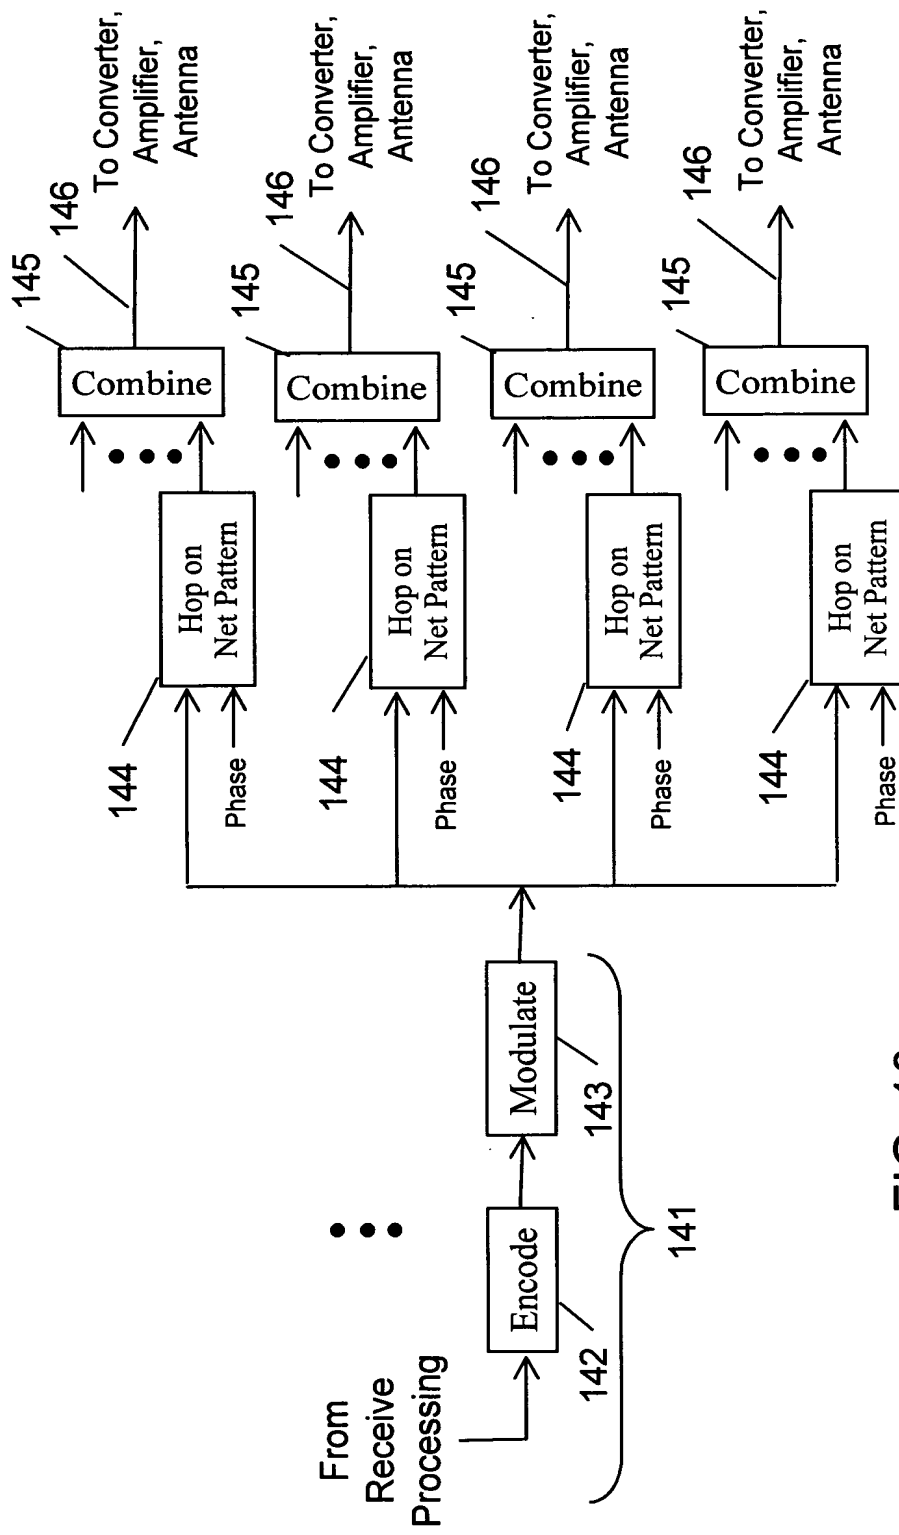 From
Receive
Processing
Encode
142
Modulate
143
141
Phase
144
Hop on
Net Pattern
Combine
145
146
To Converter,
Amplifier,
Antenna
Phase
144
Hop on
Net Pattern
Combine
145
146
To Converter,
Amplifier,
Antenna
Phase
144
Hop on
Net Pattern
Combine
145
146
To Converter,
Amplifier,
Antenna
Phase
144
Hop on
Net Pattern
Combine
145
146
To Converter,
Amplifier,
Antenna